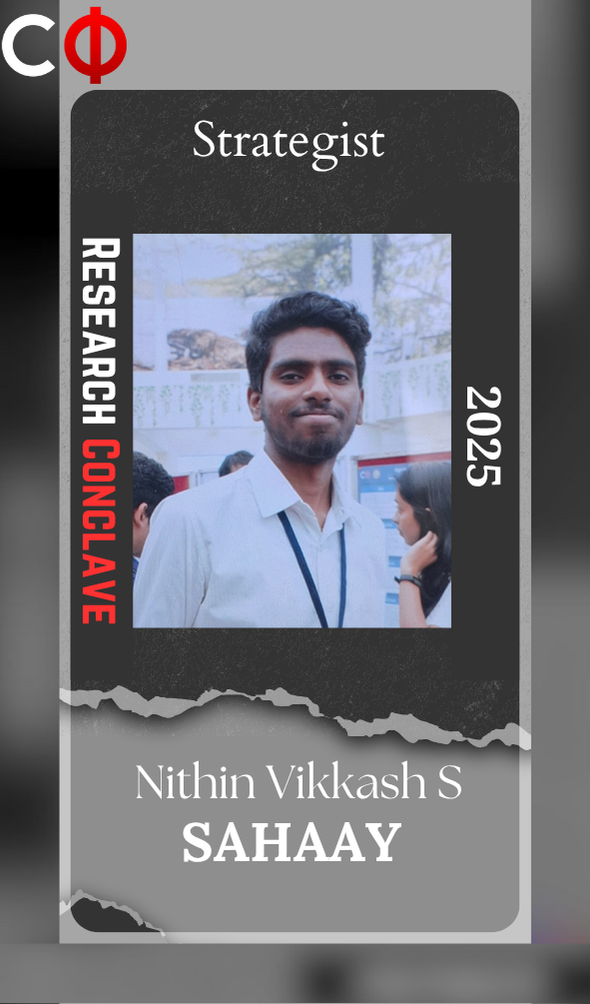 CΦ
Strategist
RESEARCH CONCLAVE
2025
Nithin Vikkash S
SAHAAY